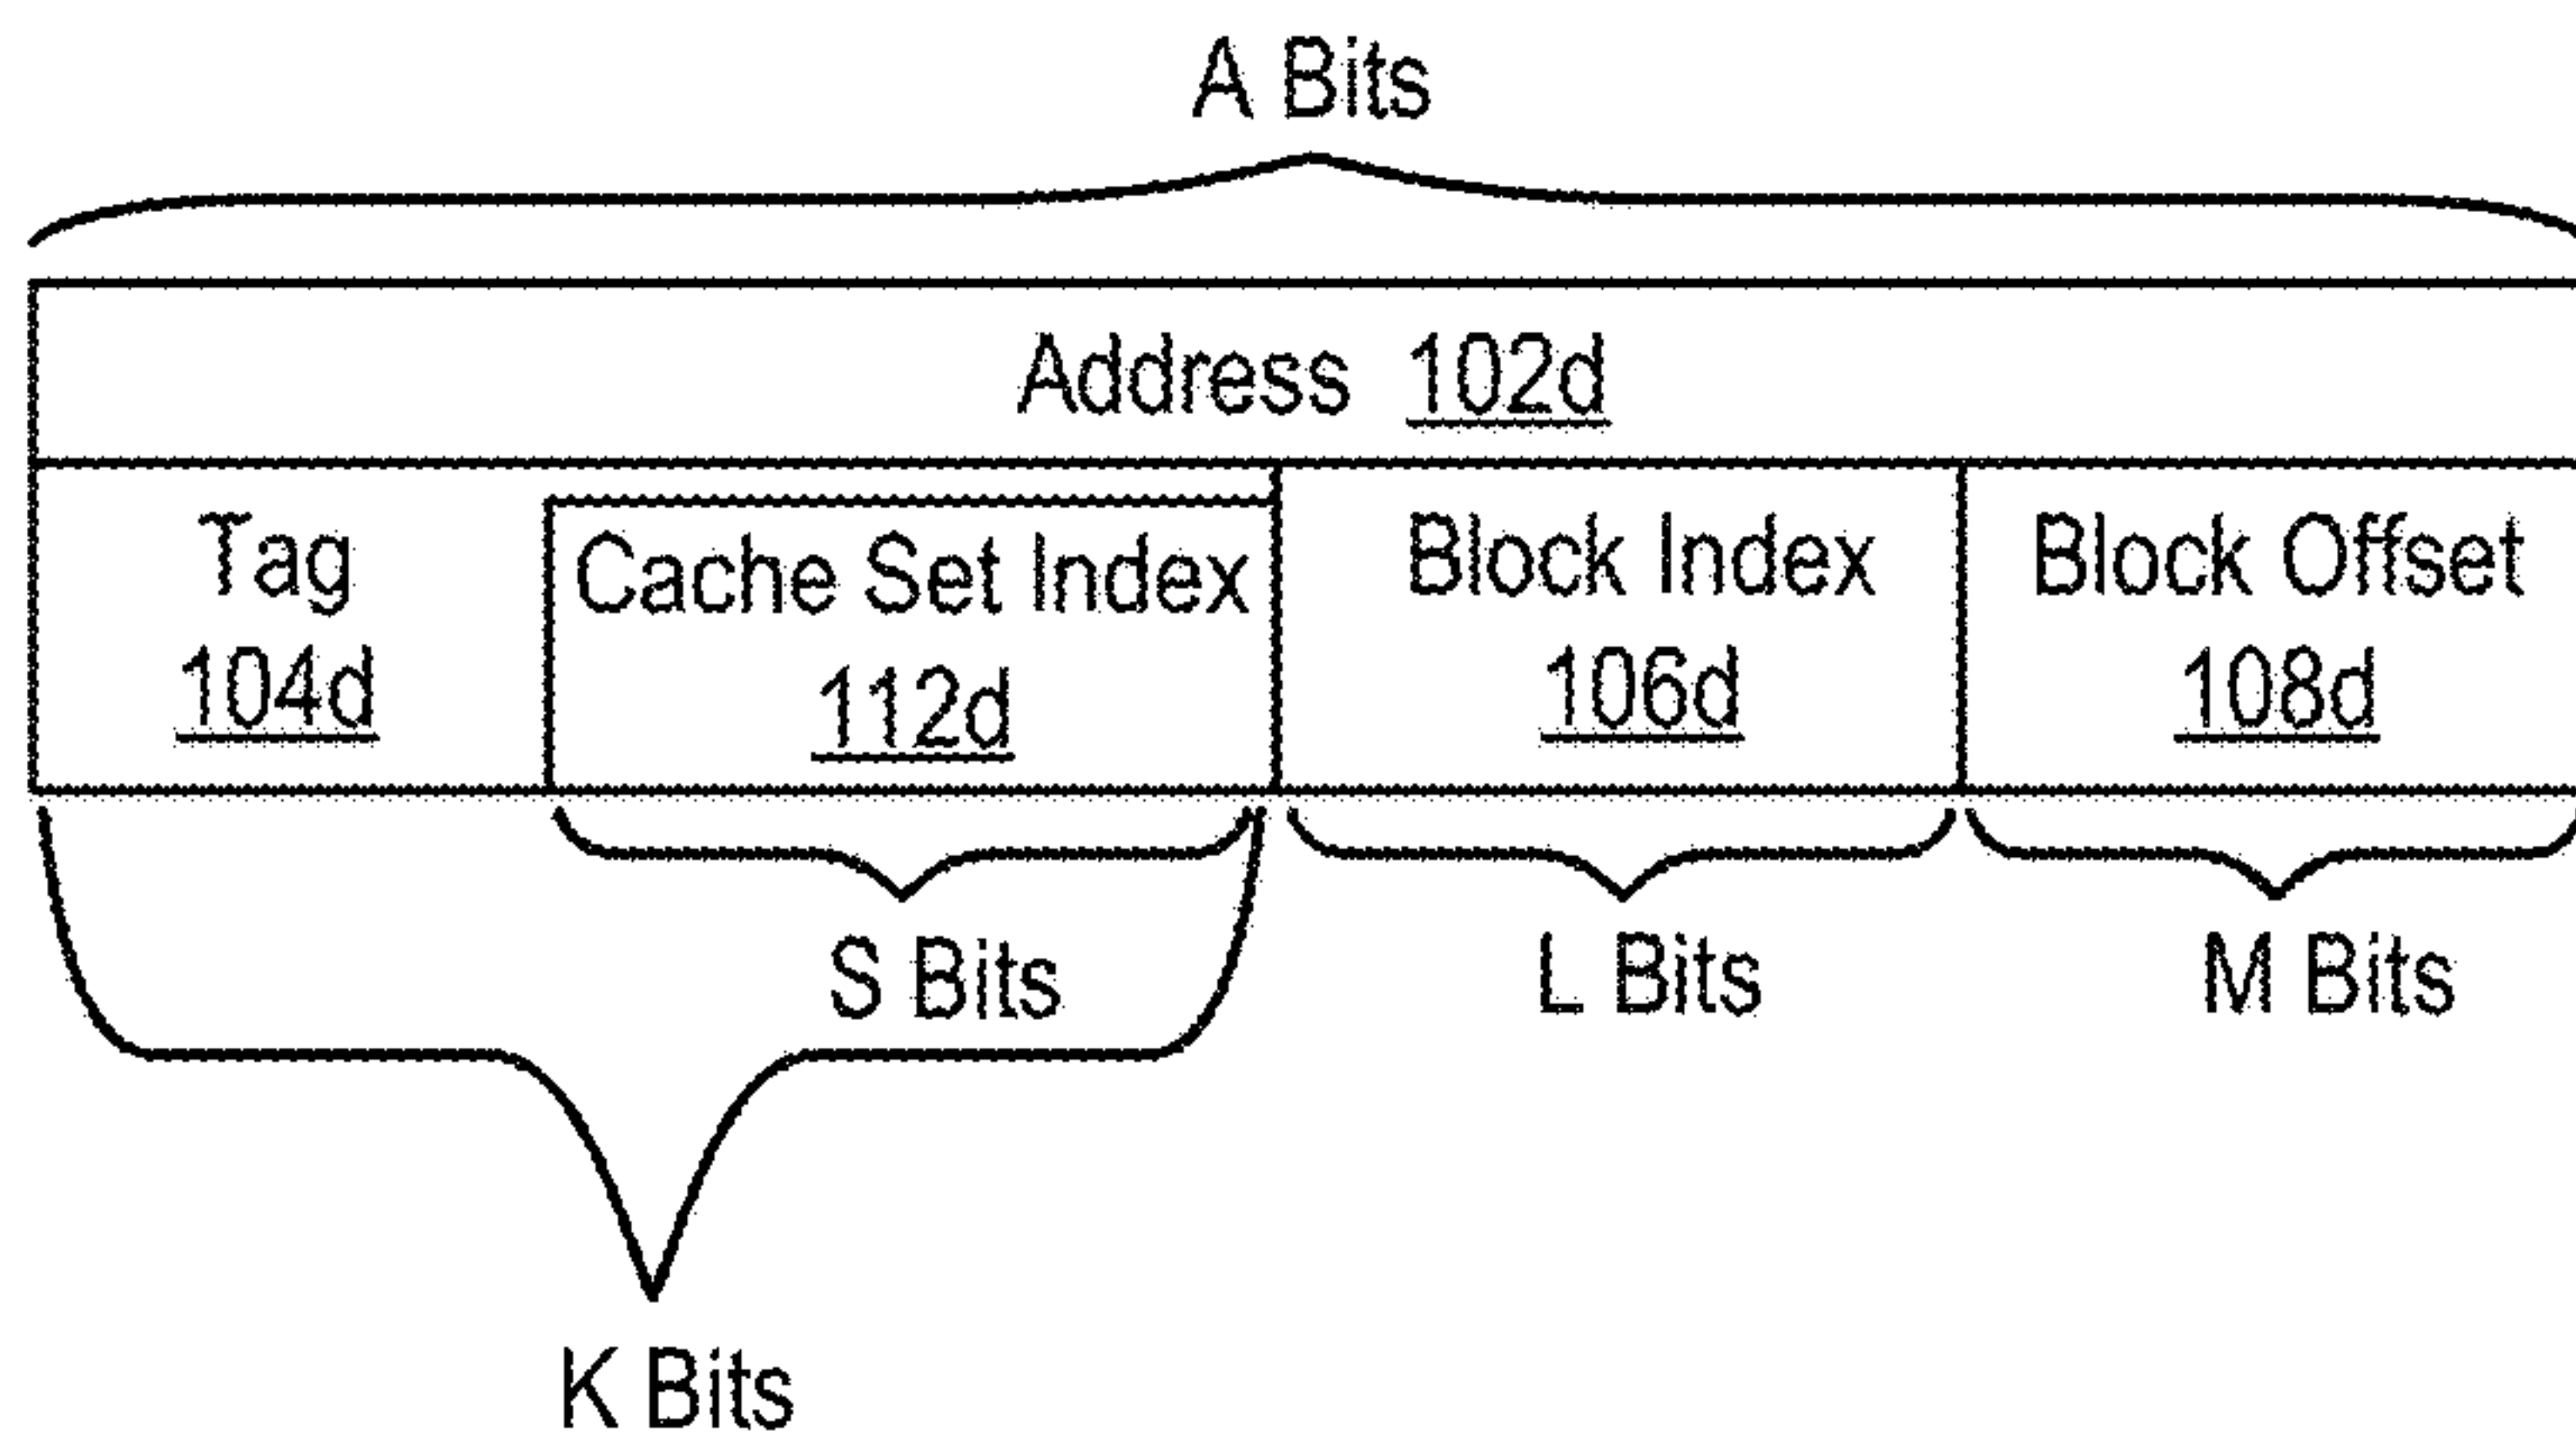 A Bits
Address 102d
Tag
104d
Cache Set Index
112d
Block Index
106d
Block Offset
108d
S Bits
L Bits
M Bits
K Bits